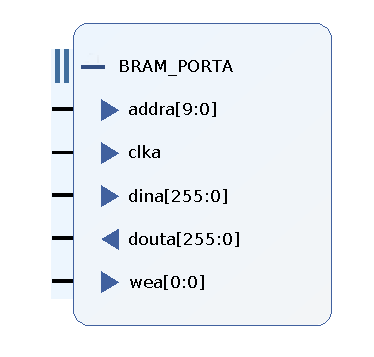 BRAM_PORTA
addra[9:0]
clka
dina[255:0]
douta[255:0]
wea[0:0]